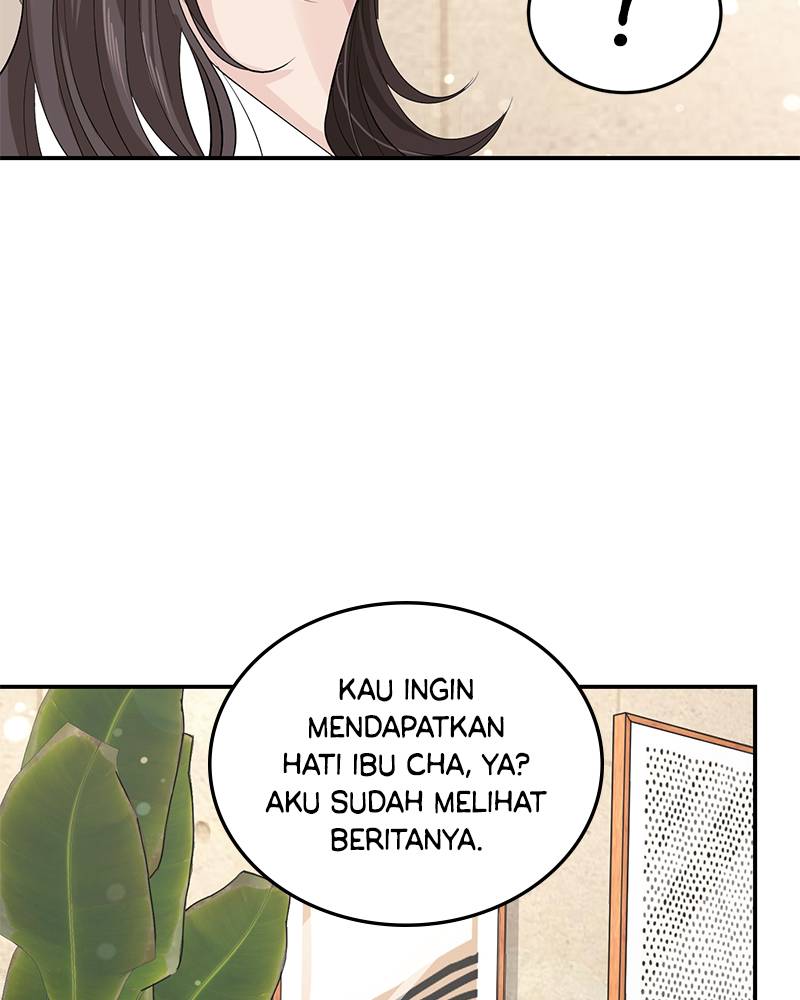 ?
KAU INGIN
MENDAPATKAN
HATI IBU CHA, YA?
AKU SUDAH MELIHAT
BERITANYA.